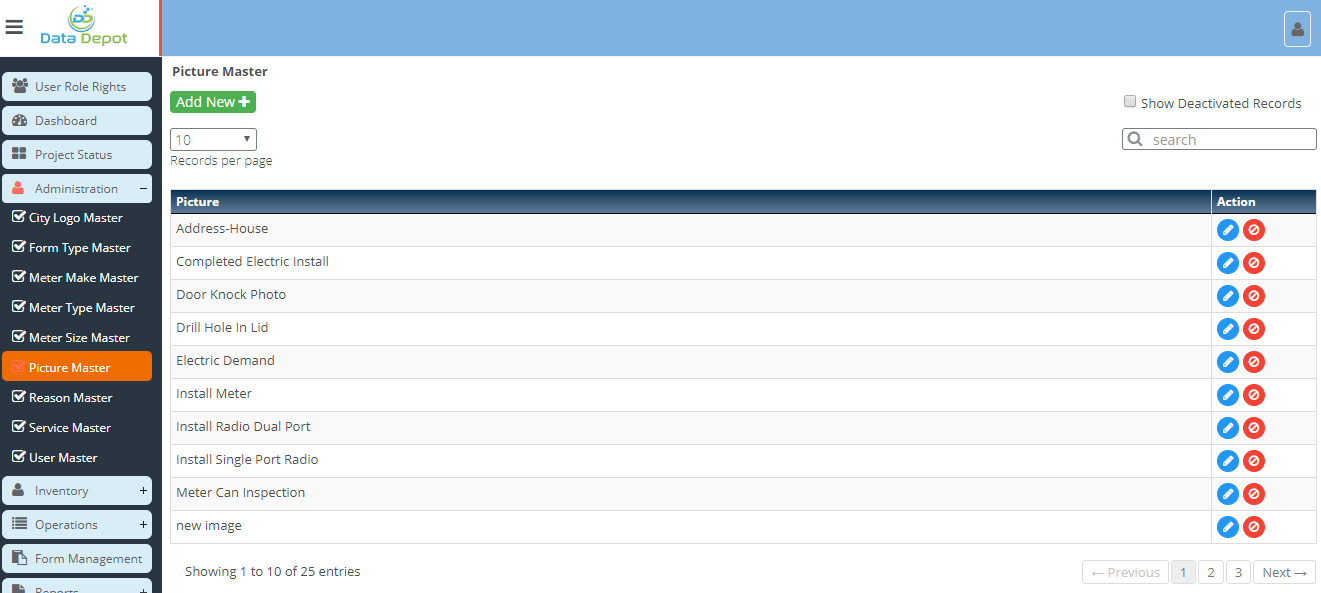 Data Depot
User Role Rights
Dashboard
Project Status
Administration −
City Logo Master
Form Type Master
Meter Make Master
Meter Type Master
Meter Size Master
Picture Master
Reason Master
Service Master
User Master
Inventory +
Operations +
Form Management
Reports +
Picture Master
Add New +
Show Deactivated Records
10
search
Records per page
Picture Action
Address-House
Completed Electric Install
Door Knock Photo
Drill Hole In Lid
Electric Demand
Install Meter
Install Radio Dual Port
Install Single Port Radio
Meter Can Inspection
new image
Showing 1 to 10 of 25 entries
← Previous 1 2 3 Next →